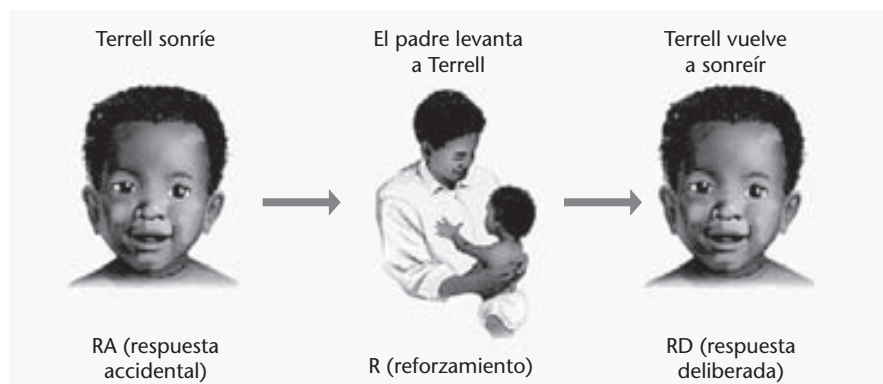 Terrell sonríe
El padre levanta
a Terrell
Terrell vuelve
a sonreír
RA (respuesta
accidental)
R (reforzamiento)
RD (respuesta
deliberada)